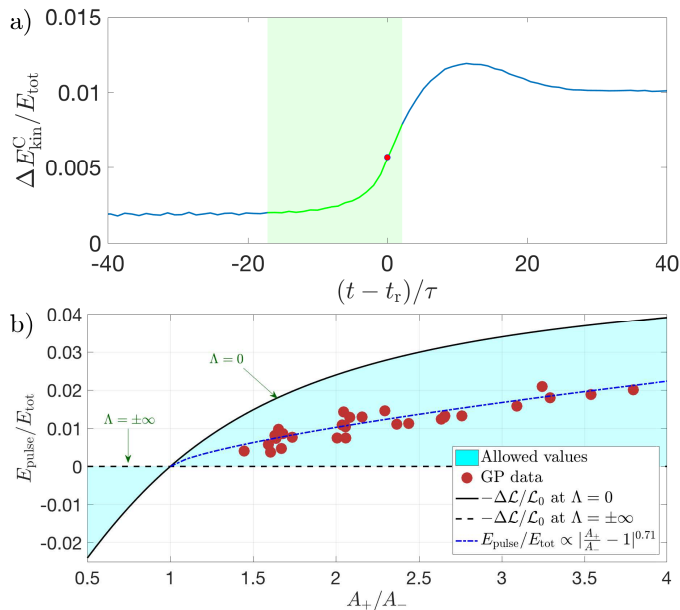 a)
0.015
0.01
0.005
0
ΔE^C_kin/E_tot
-40
-20
0
20
40
(t − t_r)/τ
b)
0.04
0.03
0.02
0.01
0
-0.01
-0.02
E_pulse/E_tot
Λ = 0
Λ = ±∞
Allowed values
GP data
−Δℒ/ℒ_0 at Λ = 0
−Δℒ/ℒ_0 at Λ = ±∞
E_pulse/E_tot ∝ |A_+/A_− − 1|^0.71
0.5
1
1.5
2
2.5
3
3.5
4
A_+/A_−